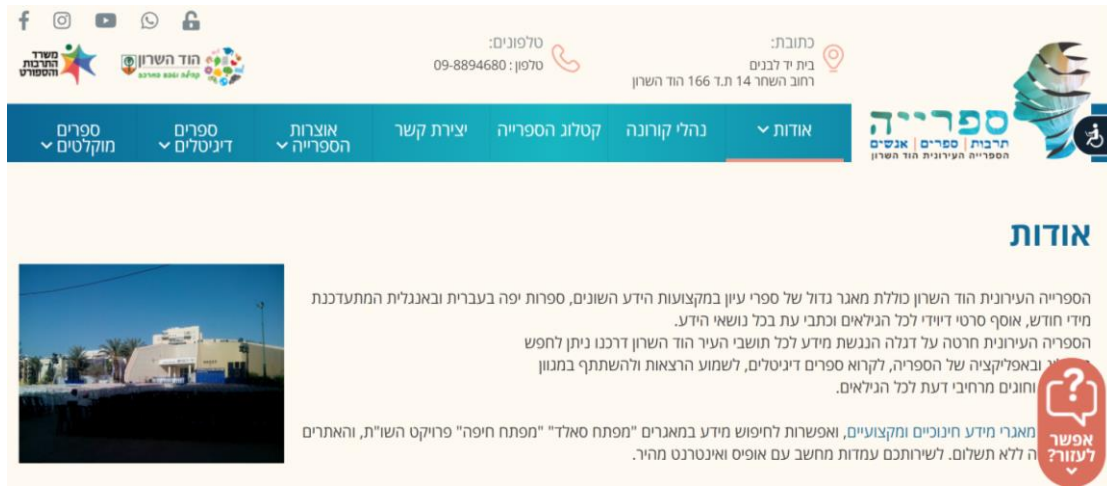 משרד
התרבות
והספורט
הוד השרון
טלפונים:
טלפון : 09-8894680
כתובת:
בית יד לבנים
רחוב השחר 14 ת.ד 166 הוד השרון
ספרייה
תרבות | ספרים | אנשים
הספרייה העירונית הוד השרון
אודות
נהלי קורונה
קטלוג הספרייה
יצירת קשר
אוצרות
הספרייה
ספרים
דיגיטלים
ספרים
מוקלטים
אודות
הספרייה העירונית הוד השרון כוללת מאגר גדול של ספרי עיון במקצועות הידע השונים, ספרות יפה בעברית ובאנגלית המתעדכנת
מידי חודש, אוסף סרטי דיוידי לכל הגילאים וכתבי עת בכל נושאי הידע.
הספריה העירונית חרטה על דגלה הנגשת מידע לכל תושבי העיר הוד השרון דרכנו ניתן לחפש
ובאפליקציה של הספריה, לקרוא ספרים דיגיטלים, לשמוע הרצאות ולהשתתף במגוון
וחוגים מרחיבי דעת לכל הגילאים.
מאגרי מידע חינוכיים ומקצועיים, ואפשרות לחיפוש מידע במאגרים "מפתח סאלד" "מפתח חיפה" פרויקט השו"ת, והאתרים
ה ללא תשלום. לשירותכם עמדות מחשב עם אופיס ואינטרנט מהיר.
אפשר
לעזור?